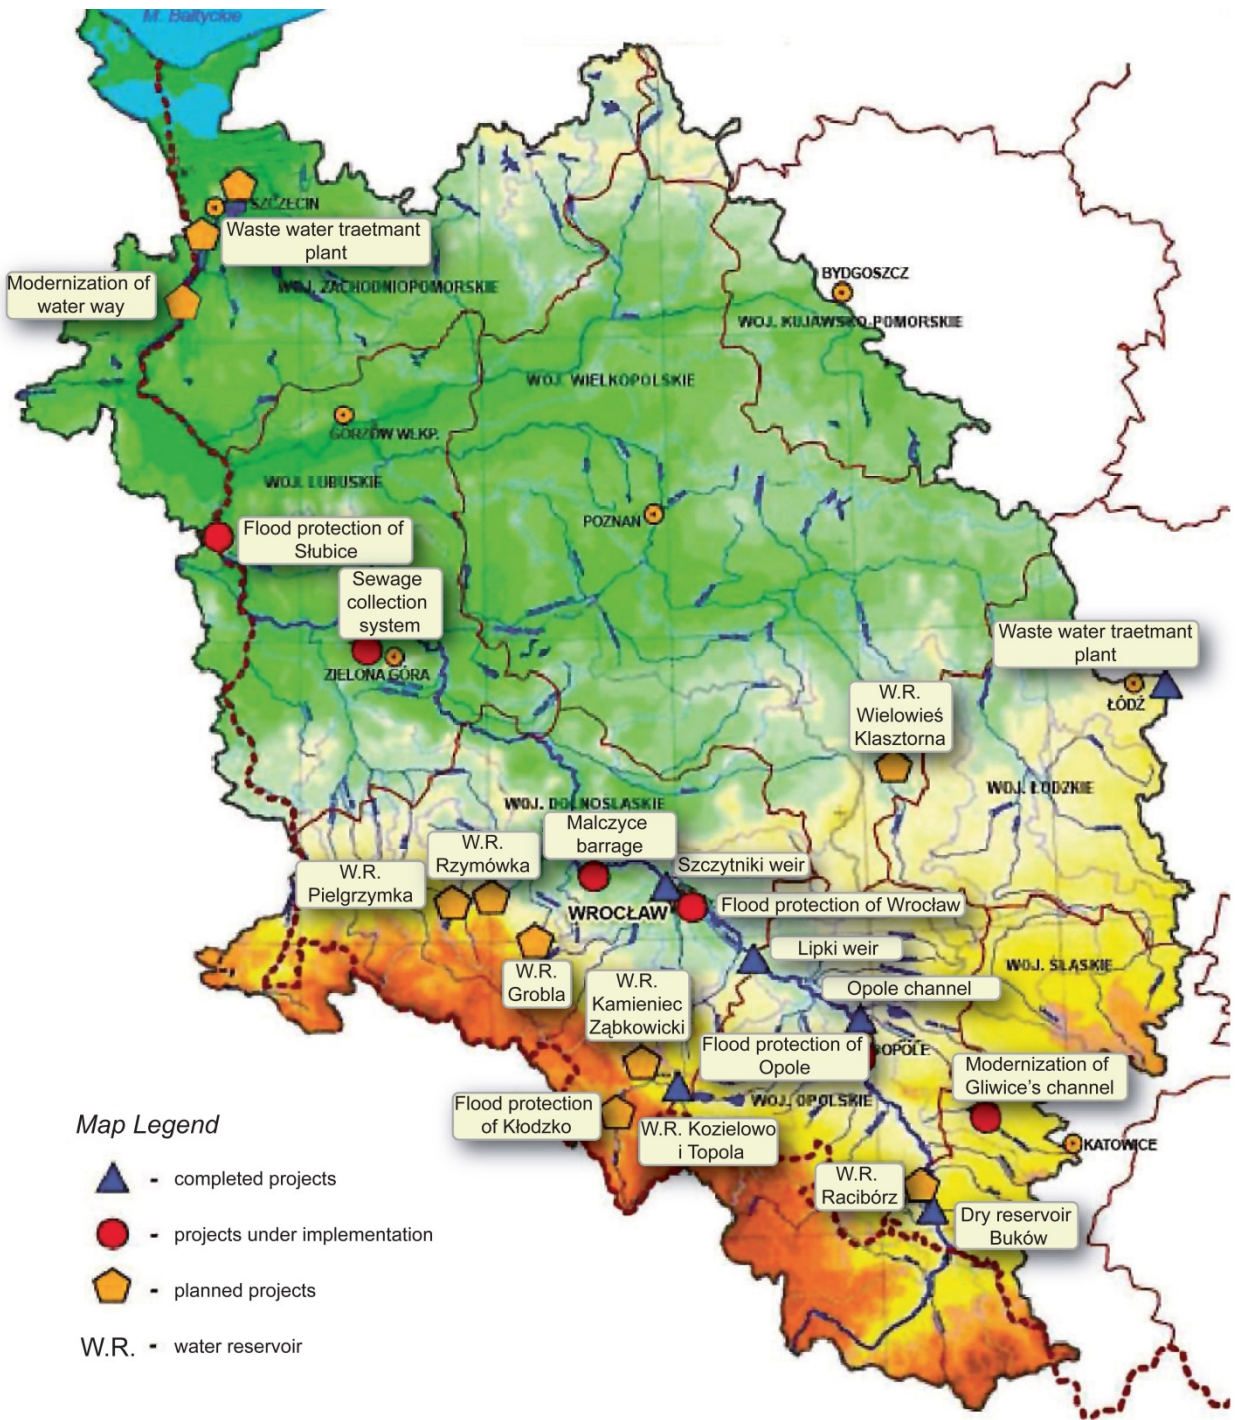 M. Bałtyckie
SZCZECIN
Waste water traetmant
plant
Modernization of
water way
WOJ. ZACHODNIOPOMORSKIE
BYDGOSZCZ
WOJ. KUJAWSKO-POMORSKIE
WOJ. WIELKOPOLSKIE
GORZÓW WLKP.
WOJ. LUBUSKIE
POZNAŃ
Flood protection of
Słubice
Sewage
collection
system
ZIELONA GÓRA
Waste water traetmant
plant
ŁÓDŹ
W.R.
Wielowieś
Klasztorna
WOJ. ŁÓDZKIE
WOJ. DOLNOŚLĄSKIE
Malczyce
barrage
W.R.
Rzymówka
W.R.
Pielgrzymka
Szczytniki weir
WROCŁAW
Flood protection of Wrocław
Lipki weir
W.R.
Grobla
W.R.
Kamieniec
Ząbkowicki
WOJ. ŚLĄSKIE
Opole channel
Flood protection of
Opole
OPOLE
Modernization of
Gliwice's channel
WOJ. OPOLSKIE
Flood protection
of Kłodzko
W.R. Kozielowo
i Topola
KATOWICE
W.R.
Racibórz
Dry reservoir
Buków
Map Legend
- completed projects
- projects under implementation
- planned projects
W.R. - water reservoir